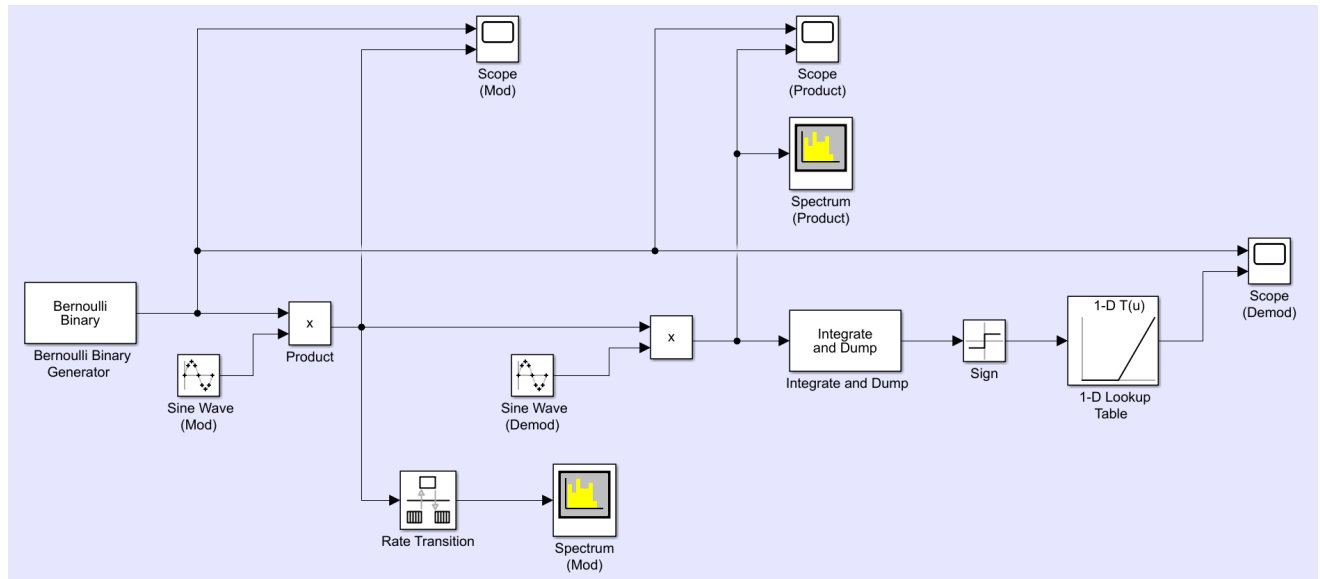 Scope
(Mod)
Scope
(Product)
Spectrum
(Product)
Bernoulli
Binary
Bernoulli Binary
Generator
x
Product
Sine Wave
(Mod)
Sine Wave
(Demod)
x
Integrate
and Dump
Integrate and Dump
Sign
1-D T(u)
1-D Lookup
Table
Scope
(Demod)
Rate Transition
Spectrum
(Mod)